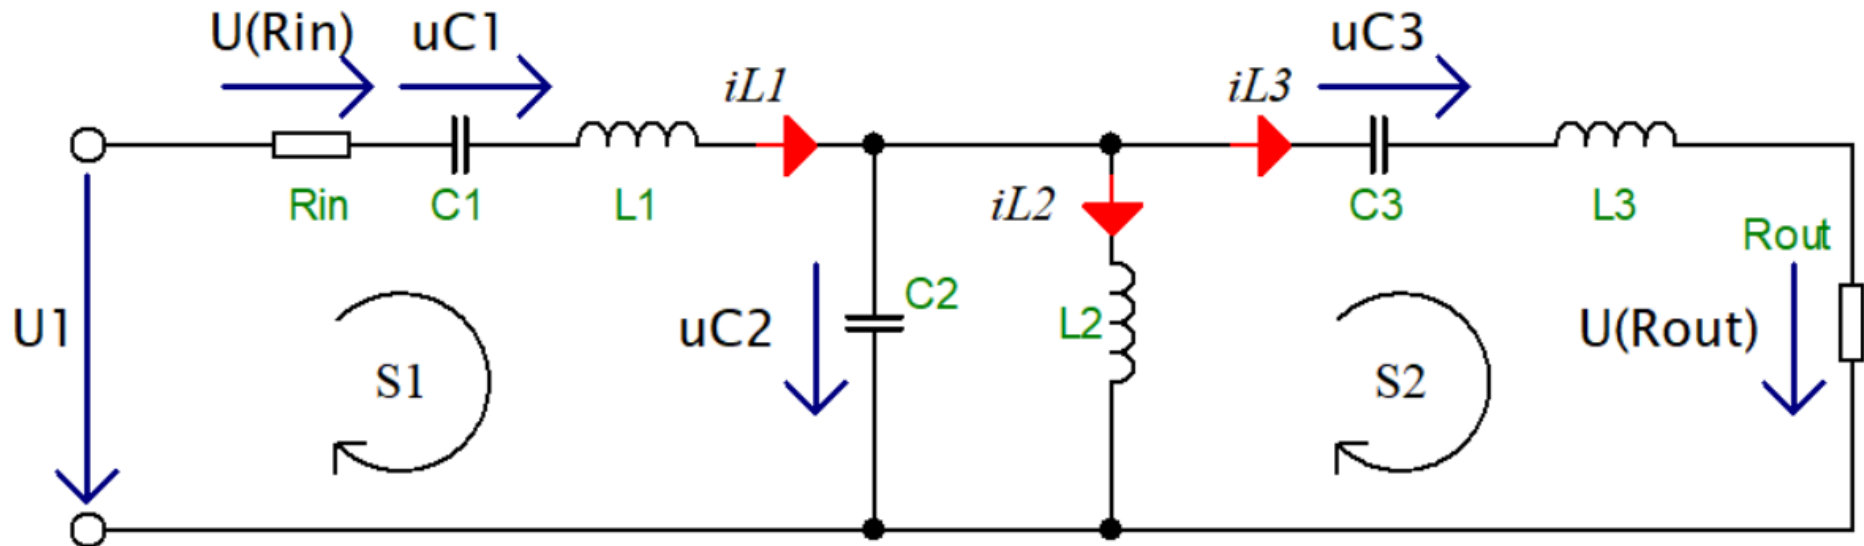 U(Rin) uC1 uC3
iL1 iL3
Rin C1 L1 C3 L3
iL2
Rout
C2
U1 uC2 L2 U(Rout)
S1 S2